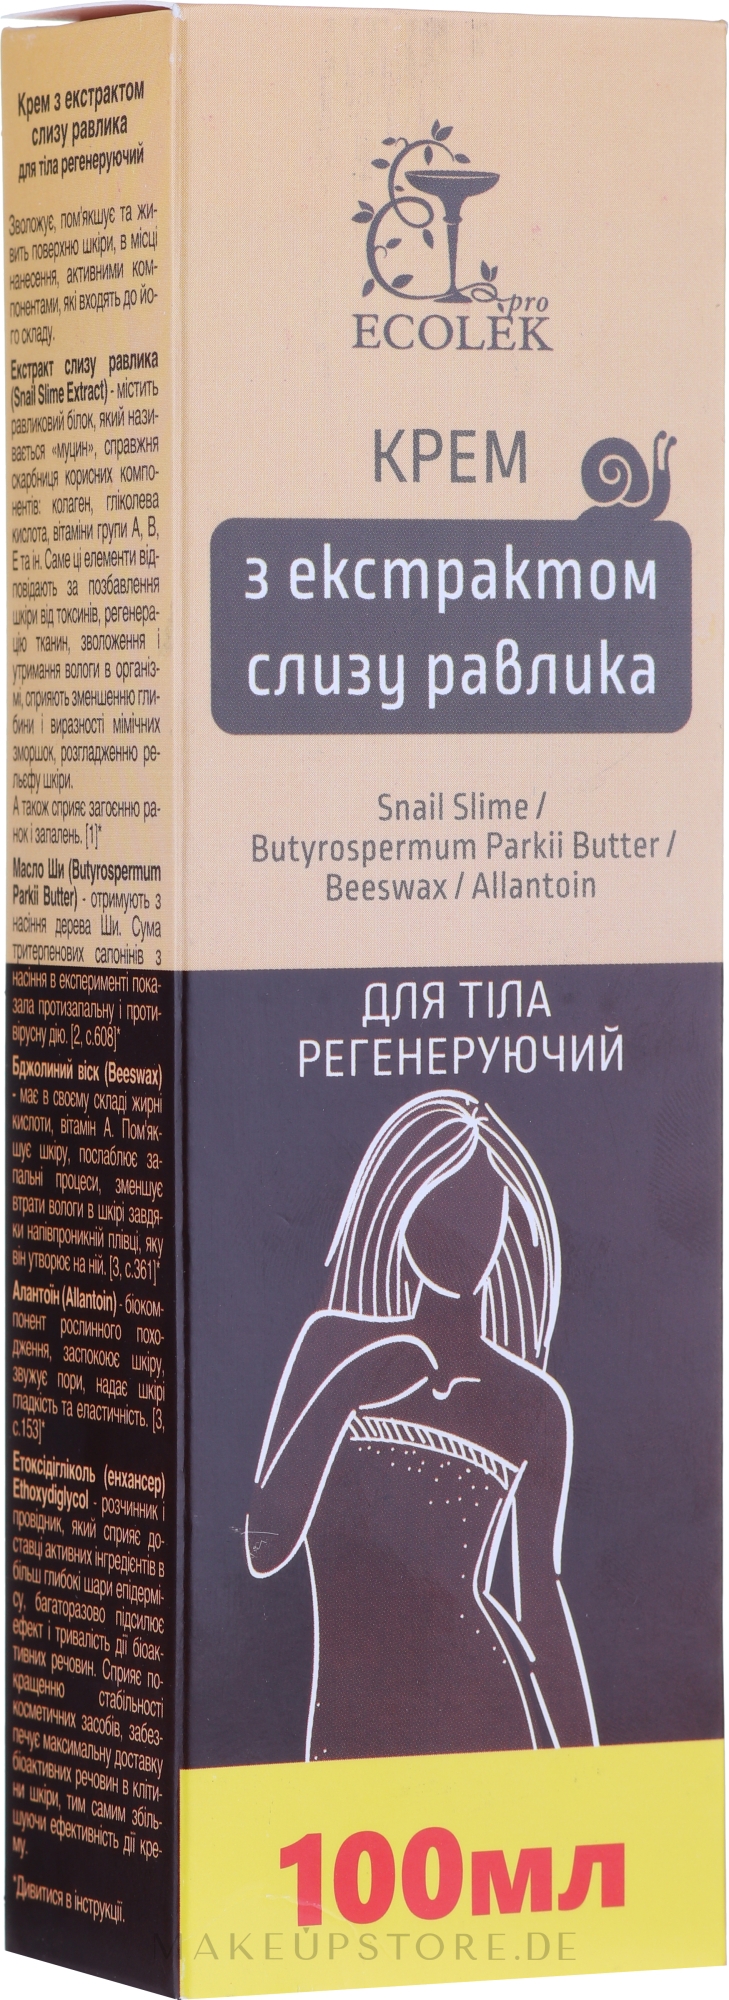 Крем з екстрактом
слизу равлика
для тіла регенеруючий
Зволожує, пом'якшує та жи-
вить поверхню шкіри, в місці
нанесення, активними ком-
понентами, які входять до йо-
го складу.
Екстракт слизу равлика
(Snail Slime Extract) - містить
равликовий білок, який нази-
вається «муцин», справжня
скарбниця корисних компо-
нентів: колаген, гліколева
кислота, вітаміни групи А, В,
Е та ін. Саме ці елементи від-
повідають за позбавлення
шкіри від токсинів, регенера-
цію тканин, зволоження і
утримання вологи в організ-
мі, сприяють зменшенню гли-
бини і виразності мімічних
зморшок, розгладженню ре-
льєфу шкіри.
А також сприяє загоєнню ра-
нок і запалень. [1]*
Масло Ши (Butyrospermum
Parkii Butter) - отримують з
насіння дерева Ши. Сума
тритерпенових сапонінів з
насіння в експерименті пока-
зала протизапальну і проти-
вірусну дію. [2, с.608]*
Бджолиний віск (Beeswax)
- має в своєму складі жирні
кислоти, вітамін А. Пом'як-
шує шкіру, послаблює за-
пальні процеси, зменшує
втрати вологи в шкірі завдя-
ки напівпроникній плівці, яку
він утворює на ній. [3, с.361]*
Алантоїн (Allantoin) - біоком-
понент рослинного похо-
дження, заспокоює шкіру,
звужує пори, надає шкірі
гладкість та еластичність. [3,
с.153]*
Етоксідігліколь (енхансер)
Ethoxydiglycol - розчинник і
провідник, який сприяє до-
ставці активних інгредієнтів в
більш глибокі шари епідермі-
су, багаторазово підсилює
ефект і тривалість дії біоак-
тивних речовин. Сприяє по-
кращенню стабільності
косметичних засобів, забез-
печує максимальну доставку
біоактивних речовин в кліти-
ни шкіри, тим самим збіль-
шуючи ефективність дії кре-
му.
*Дивитися в інструкції.
pro
ECOLEK
КРЕМ
з екстрактом
слизу равлика
Snail Slime /
Butyrospermum Parkii Butter /
Beeswax / Allantoin
ДЛЯ ТІЛА
РЕГЕНЕРУЮЧИЙ
100мл
MAKEUPSTORE.DE